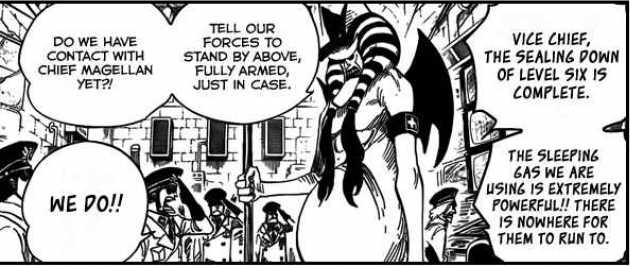 VICE CHIEF,
THE SEALING DOWN
OF LEVEL SIX IS
COMPLETE.
THE SLEEPING
GAS WE ARE
USING IS EXTREMELY
POWERFUL!! THERE
IS NOWHERE FOR
THEM TO RUN TO.
TELL OUR
FORCES TO
STAND BY ABOVE,
FULLY ARMED,
JUST IN CASE.
DO WE HAVE
CONTACT WITH
CHIEF MAGELLAN
YET?!
WE DO!!